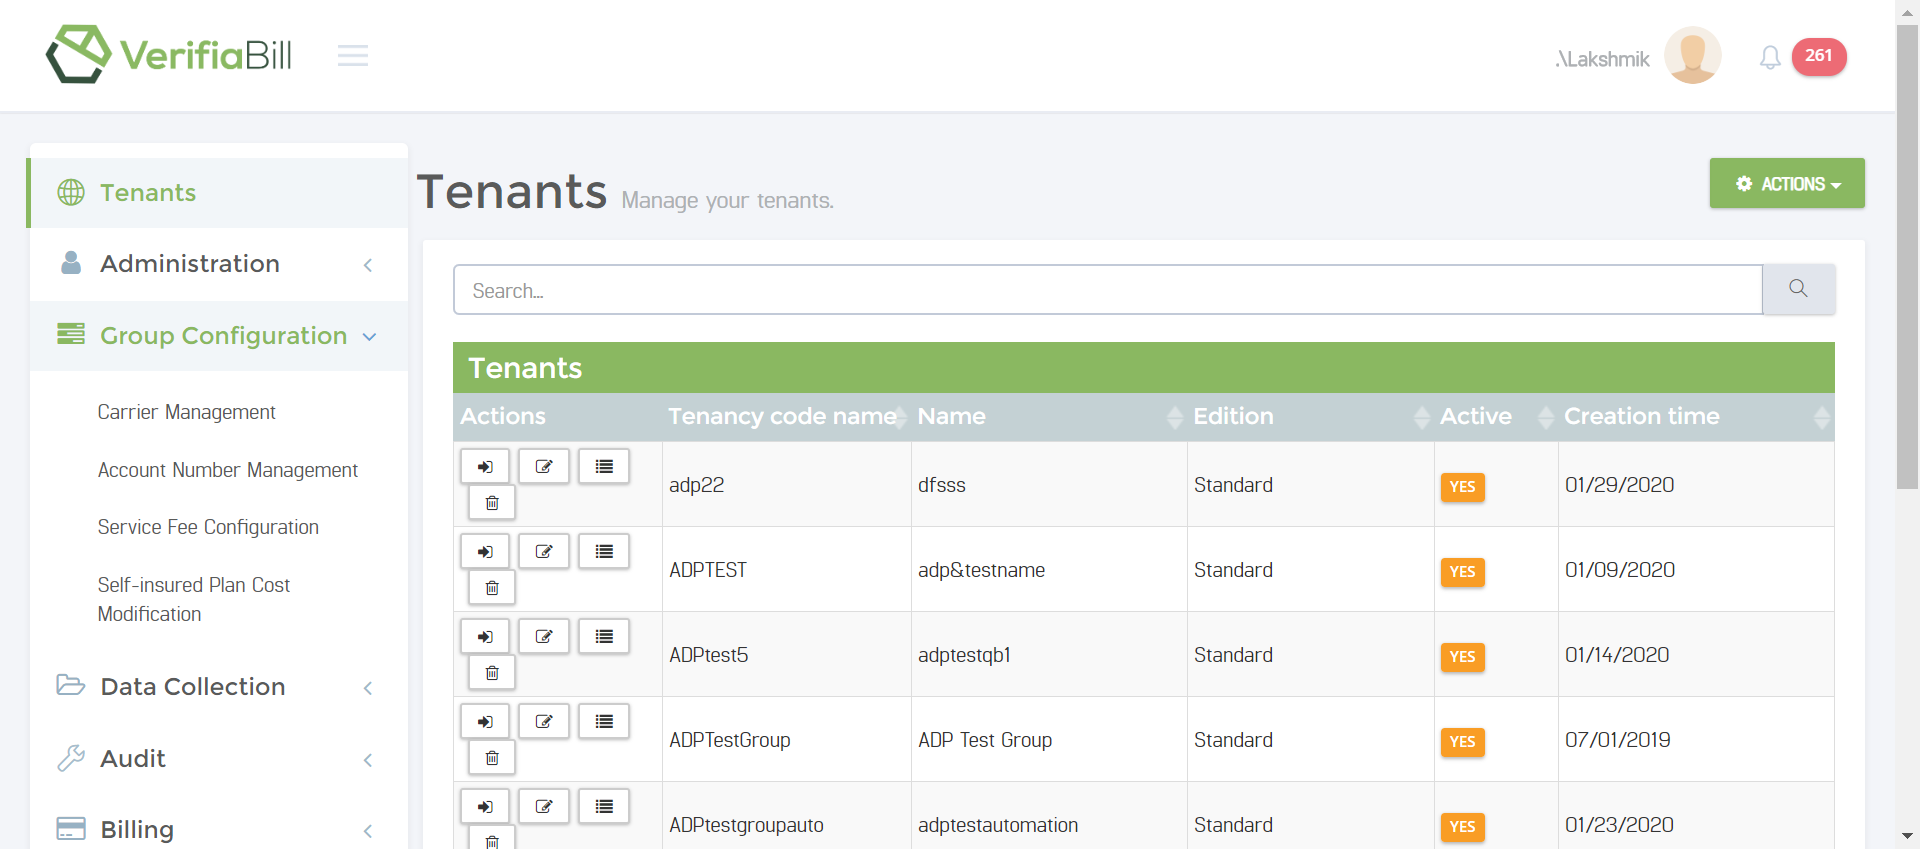 VerifiaBill
.\Lakshmik
261
Tenants
Administration
Group Configuration
Carrier Management
Account Number Management
Service Fee Configuration
Self-insured Plan Cost
Modification
Data Collection
Audit
Billing
Tenants Manage your tenants.
ACTIONS
Search...
Tenants
Actions Tenancy code name Name Edition Active Creation time
adp22 dfsss Standard YES 01/29/2020
ADPTEST adp&testname Standard YES 01/09/2020
ADPtest5 adptestqb1 Standard YES 01/14/2020
ADPTestGroup ADP Test Group Standard YES 07/01/2019
ADPtestgroupauto adptestautomation Standard YES 01/23/2020